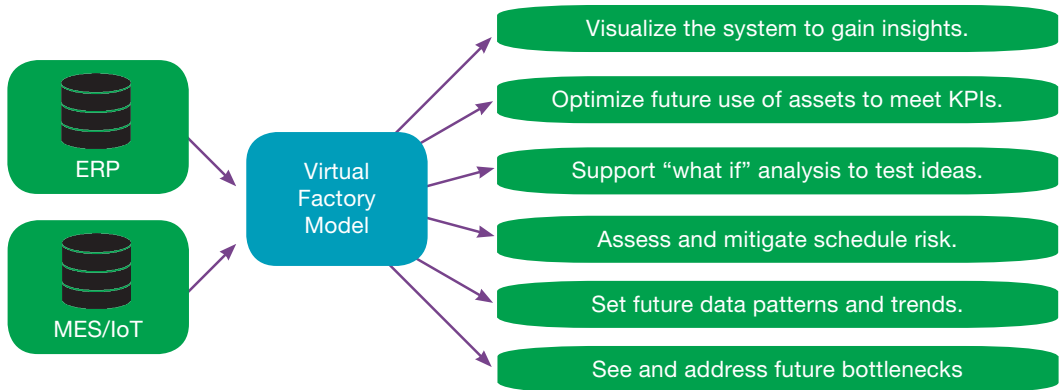 ERP
MES/IoT
Virtual
Factory
Model
Visualize the system to gain insights.
Optimize future use of assets to meet KPIs.
Support “what if” analysis to test ideas.
Assess and mitigate schedule risk.
Set future data patterns and trends.
See and address future bottlenecks